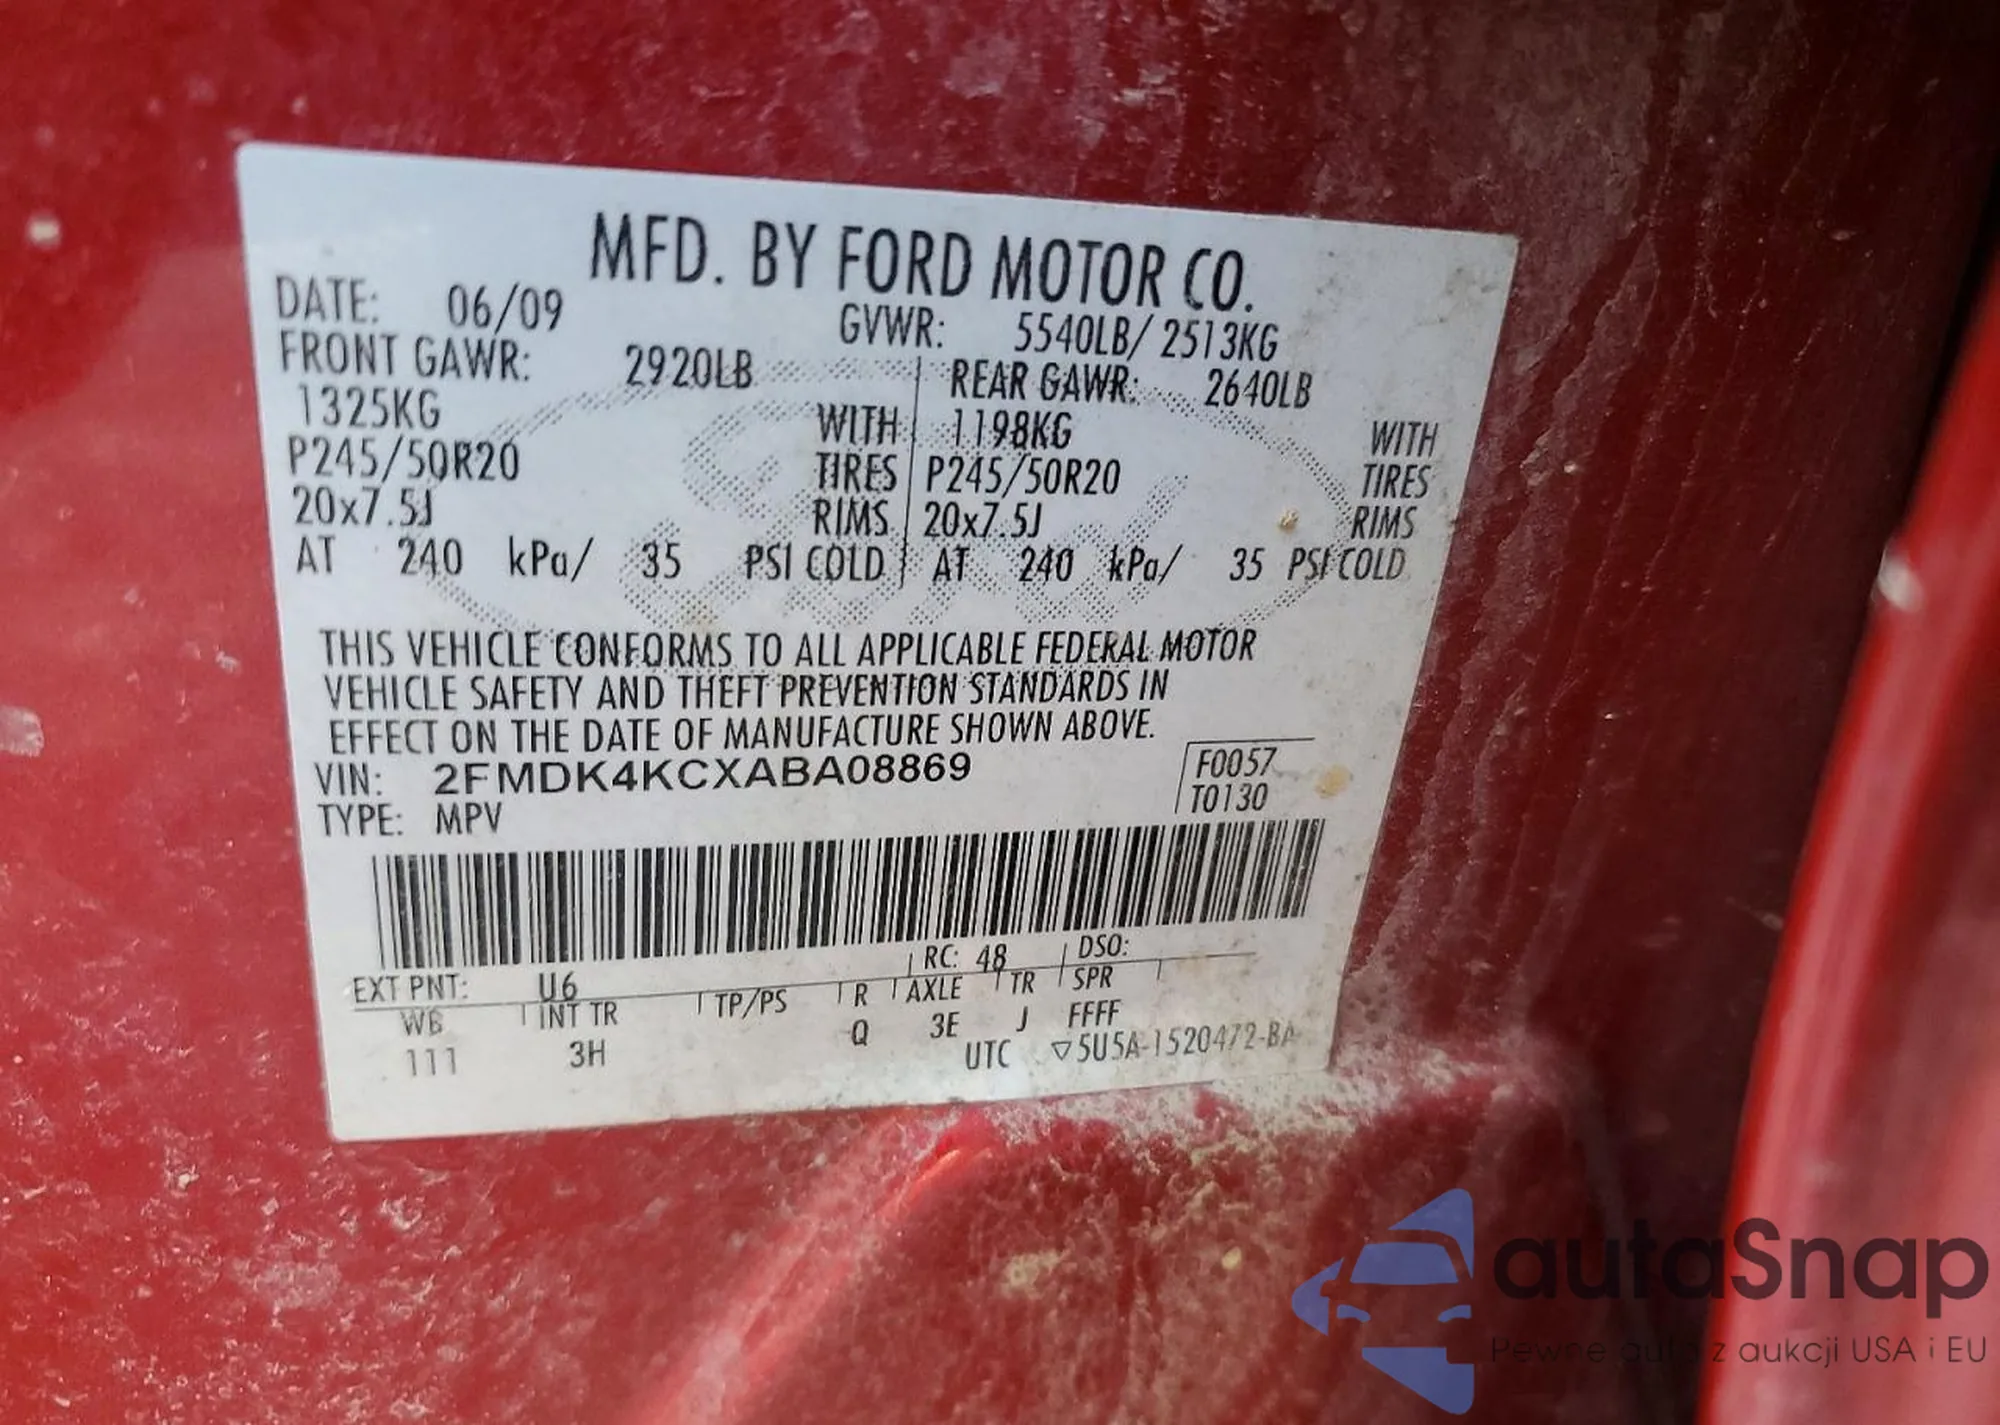 MFD. BY FORD MOTOR CO.
DATE: 06/09 GVWR: 5540LB/ 2513KG
FRONT GAWR: 2920LB REAR GAWR: 2640LB
1325KG WITH 1198KG WITH
P245/50R20 TIRES P245/50R20 TIRES
20x7.5J RIMS 20x7.5J RIMS
AT 240 kPa/ 35 PSI COLD AT 240 kPa/ 35 PSI COLD
THIS VEHICLE CONFORMS TO ALL APPLICABLE FEDERAL MOTOR
VEHICLE SAFETY AND THEFT PREVENTION STANDARDS IN
EFFECT ON THE DATE OF MANUFACTURE SHOWN ABOVE.
VIN: 2FMDK4KCXABA08869 F0057
TYPE: MPV T0130
EXT PNT: U6 RC: 48 DSO:
WB INT TR TP/PS R AXLE TR SPR
111 3H Q 3E J FFFF
UTC ▽5U5A-1520472-BA
autaSnap
Pewne auta z aukcji USA i EU